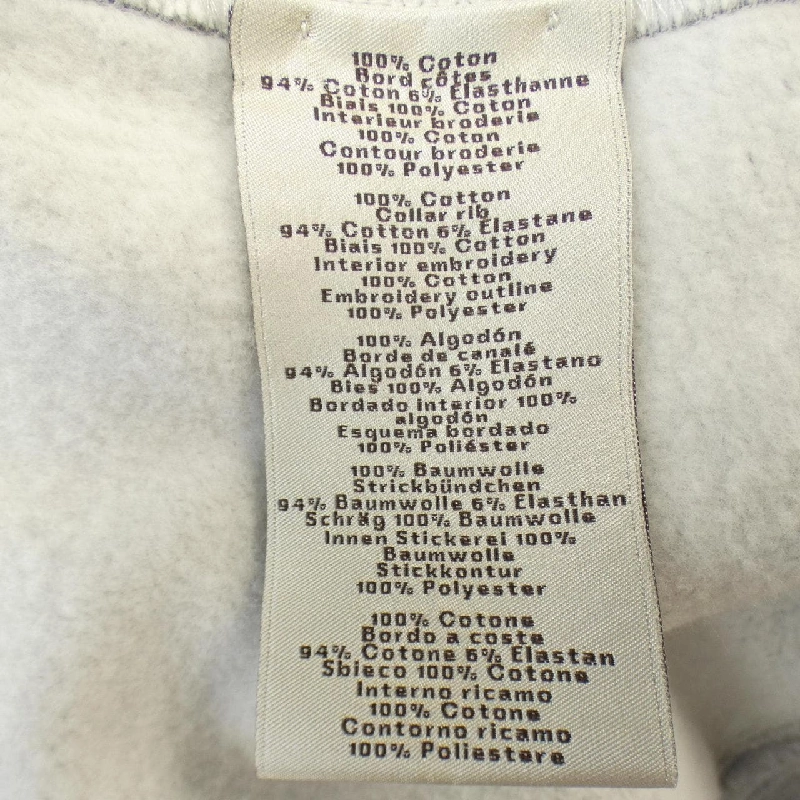 100% Coton
Bord côtes
94% Coton 6% Elasthanne
Biais 100% Coton
Interieur broderie
100% Coton
Contour broderie
100% Polyester
100% Cotton
Collar rib
94% Cotton 6% Elastane
Biais 100% Cotton
Interior embroidery
100% Cotton
Embroidery outline
100% Polyester
100% Algodón
Borde de canalé
94% Algodón 6% Elastano
Bies 100% Algodón
Bordado interior 100%
algodón
Esquema bordado
100% Poliéster
100% Baumwolle
Strickbündchen
94% Baumwolle 6% Elasthan
Schräg 100% Baumwolle
Innen Stickerei 100%
Baumwolle
Stickkontur
100% Polyester
100% Cotone
Bordo a coste
94% Cotone 6% Elastan
Sbieco 100% Cotone
Interno ricamo
100% Cotone
Contorno ricamo
100% Poliestere